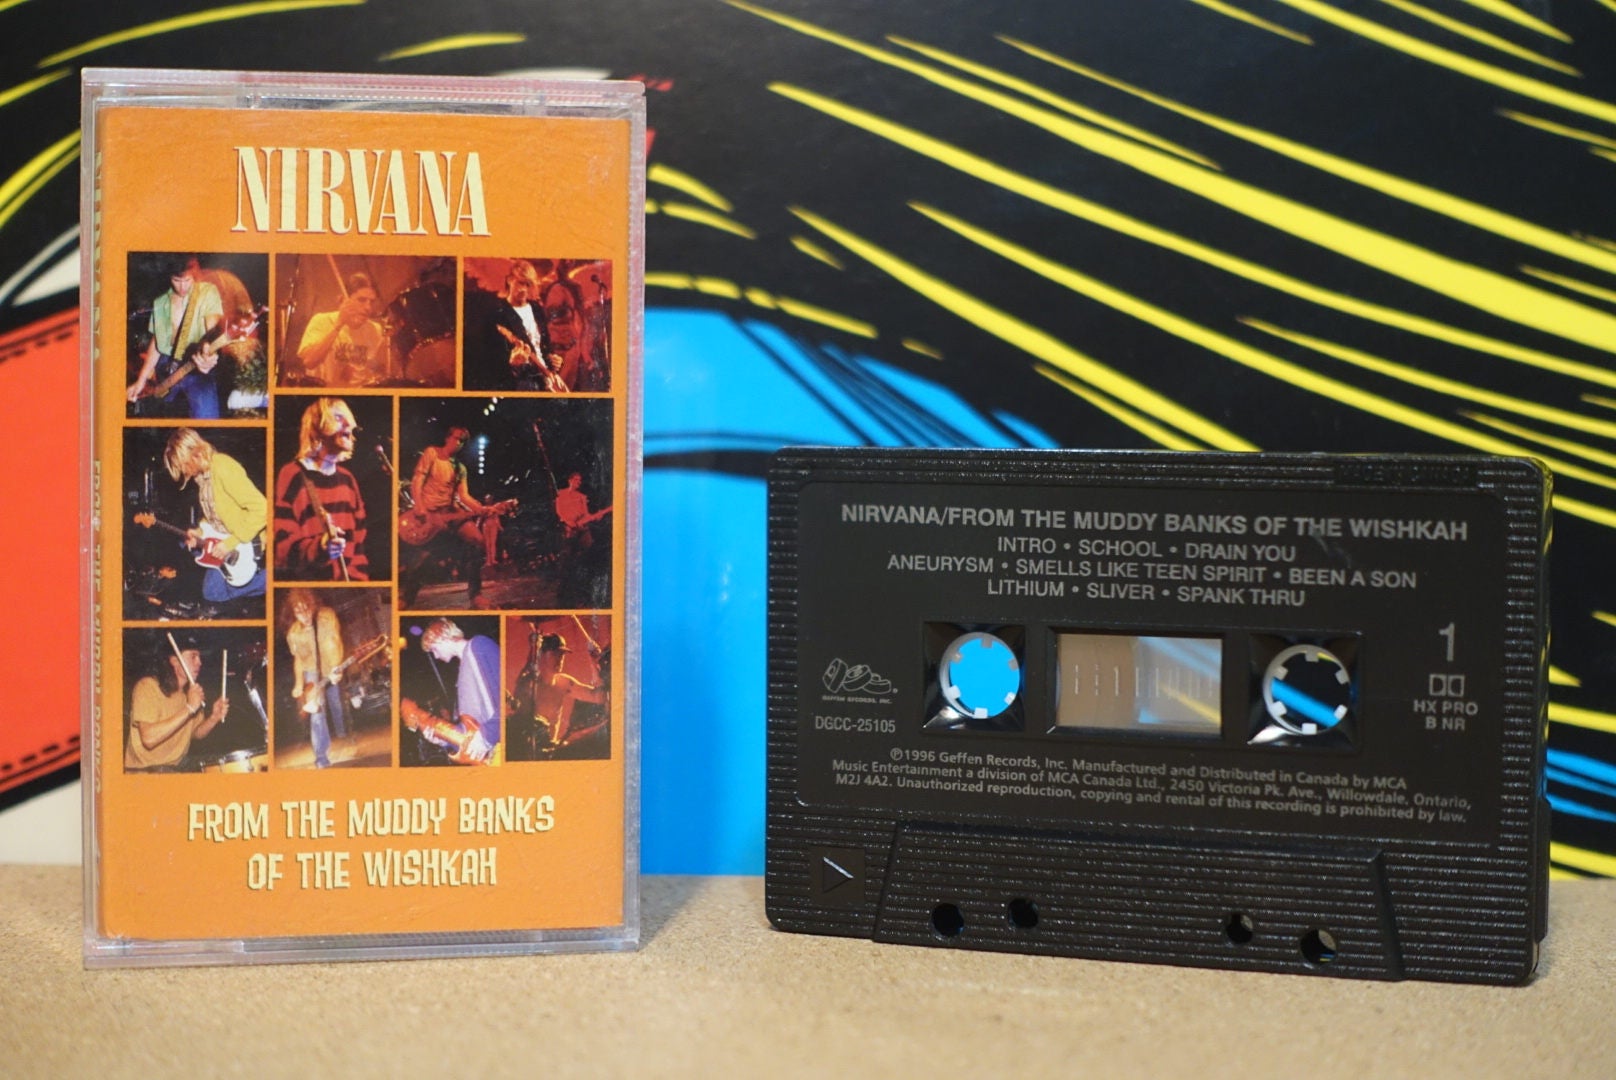 NIRVANA
FROM THE MUDDY BANKS
OF THE WISHKAH
NIRVANA/FROM THE MUDDY BANKS OF THE WISHKAH
INTRO • SCHOOL • DRAIN YOU
ANEURYSM • SMELLS LIKE TEEN SPIRIT • BEEN A SON
LITHIUM • SLIVER • SPANK THRU
GEFFEN RECORDS, INC.
DGCC-25105
1
HX PRO
B NR
℗1996 Geffen Records, Inc. Manufactured and Distributed in Canada by MCA
Music Entertainment a division of MCA Canada Ltd., 2450 Victoria Pk. Ave., Willowdale, Ontario,
M2J 4A2. Unauthorized reproduction, copying and rental of this recording is prohibited by law.